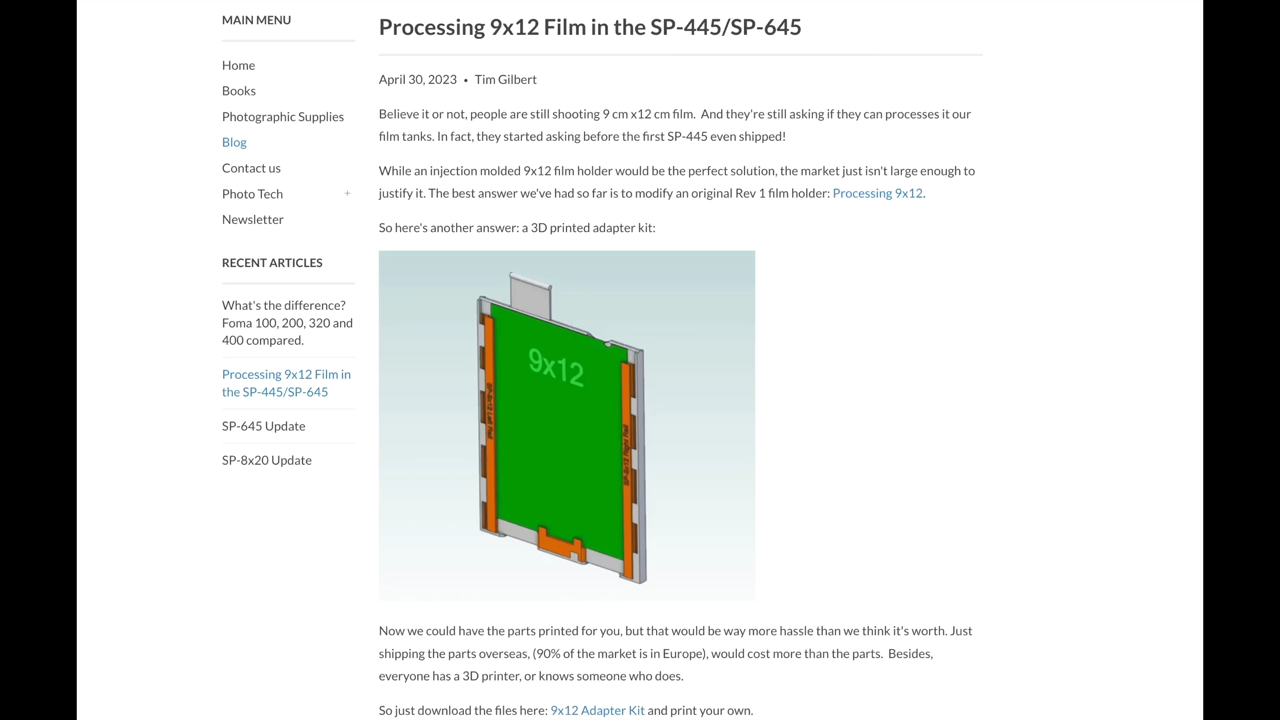 MAIN MENU
Home
Books
Photographic Supplies
Blog
Contact us
Photo Tech +
Newsletter
RECENT ARTICLES
What's the difference?
Foma 100, 200, 320 and
400 compared.
Processing 9x12 Film in
the SP-445/SP-645
SP-645 Update
SP-8x20 Update
Processing 9x12 Film in the SP-445/SP-645
April 30, 2023 • Tim Gilbert
Believe it or not, people are still shooting 9 cm x12 cm film.  And they're still asking if they can processes it our
film tanks. In fact, they started asking before the first SP-445 even shipped!
While an injection molded 9x12 film holder would be the perfect solution, the market just isn't large enough to
justify it. The best answer we've had so far is to modify an original Rev 1 film holder: Processing 9x12.
So here's another answer: a 3D printed adapter kit:
9x12
Now we could have the parts printed for you, but that would be way more hassle than we think it's worth. Just
shipping the parts overseas, (90% of the market is in Europe), would cost more than the parts.  Besides,
everyone has a 3D printer, or knows someone who does.
So just download the files here: 9x12 Adapter Kit and print your own.